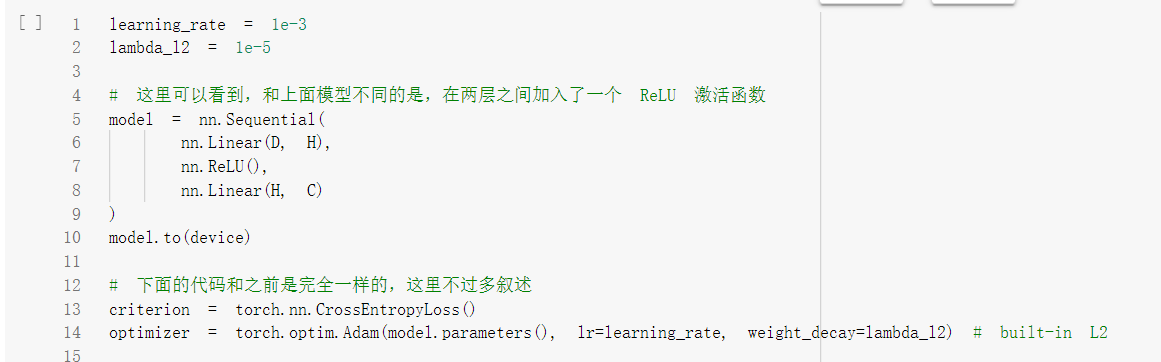 [ ]
1 learning_rate = 1e-3
2 lambda_l2 = 1e-5
3
4 # 这里可以看到，和上面模型不同的是，在两层之间加入了一个 ReLU 激活函数
5 model = nn.Sequential(
6 nn.Linear(D, H),
7 nn.ReLU(),
8 nn.Linear(H, C)
9 )
10 model.to(device)
11
12 # 下面的代码和之前是完全一样的，这里不过多叙述
13 criterion = torch.nn.CrossEntropyLoss()
14 optimizer = torch.optim.Adam(model.parameters(), lr=learning_rate, weight_decay=lambda_l2) # built-in L2
15